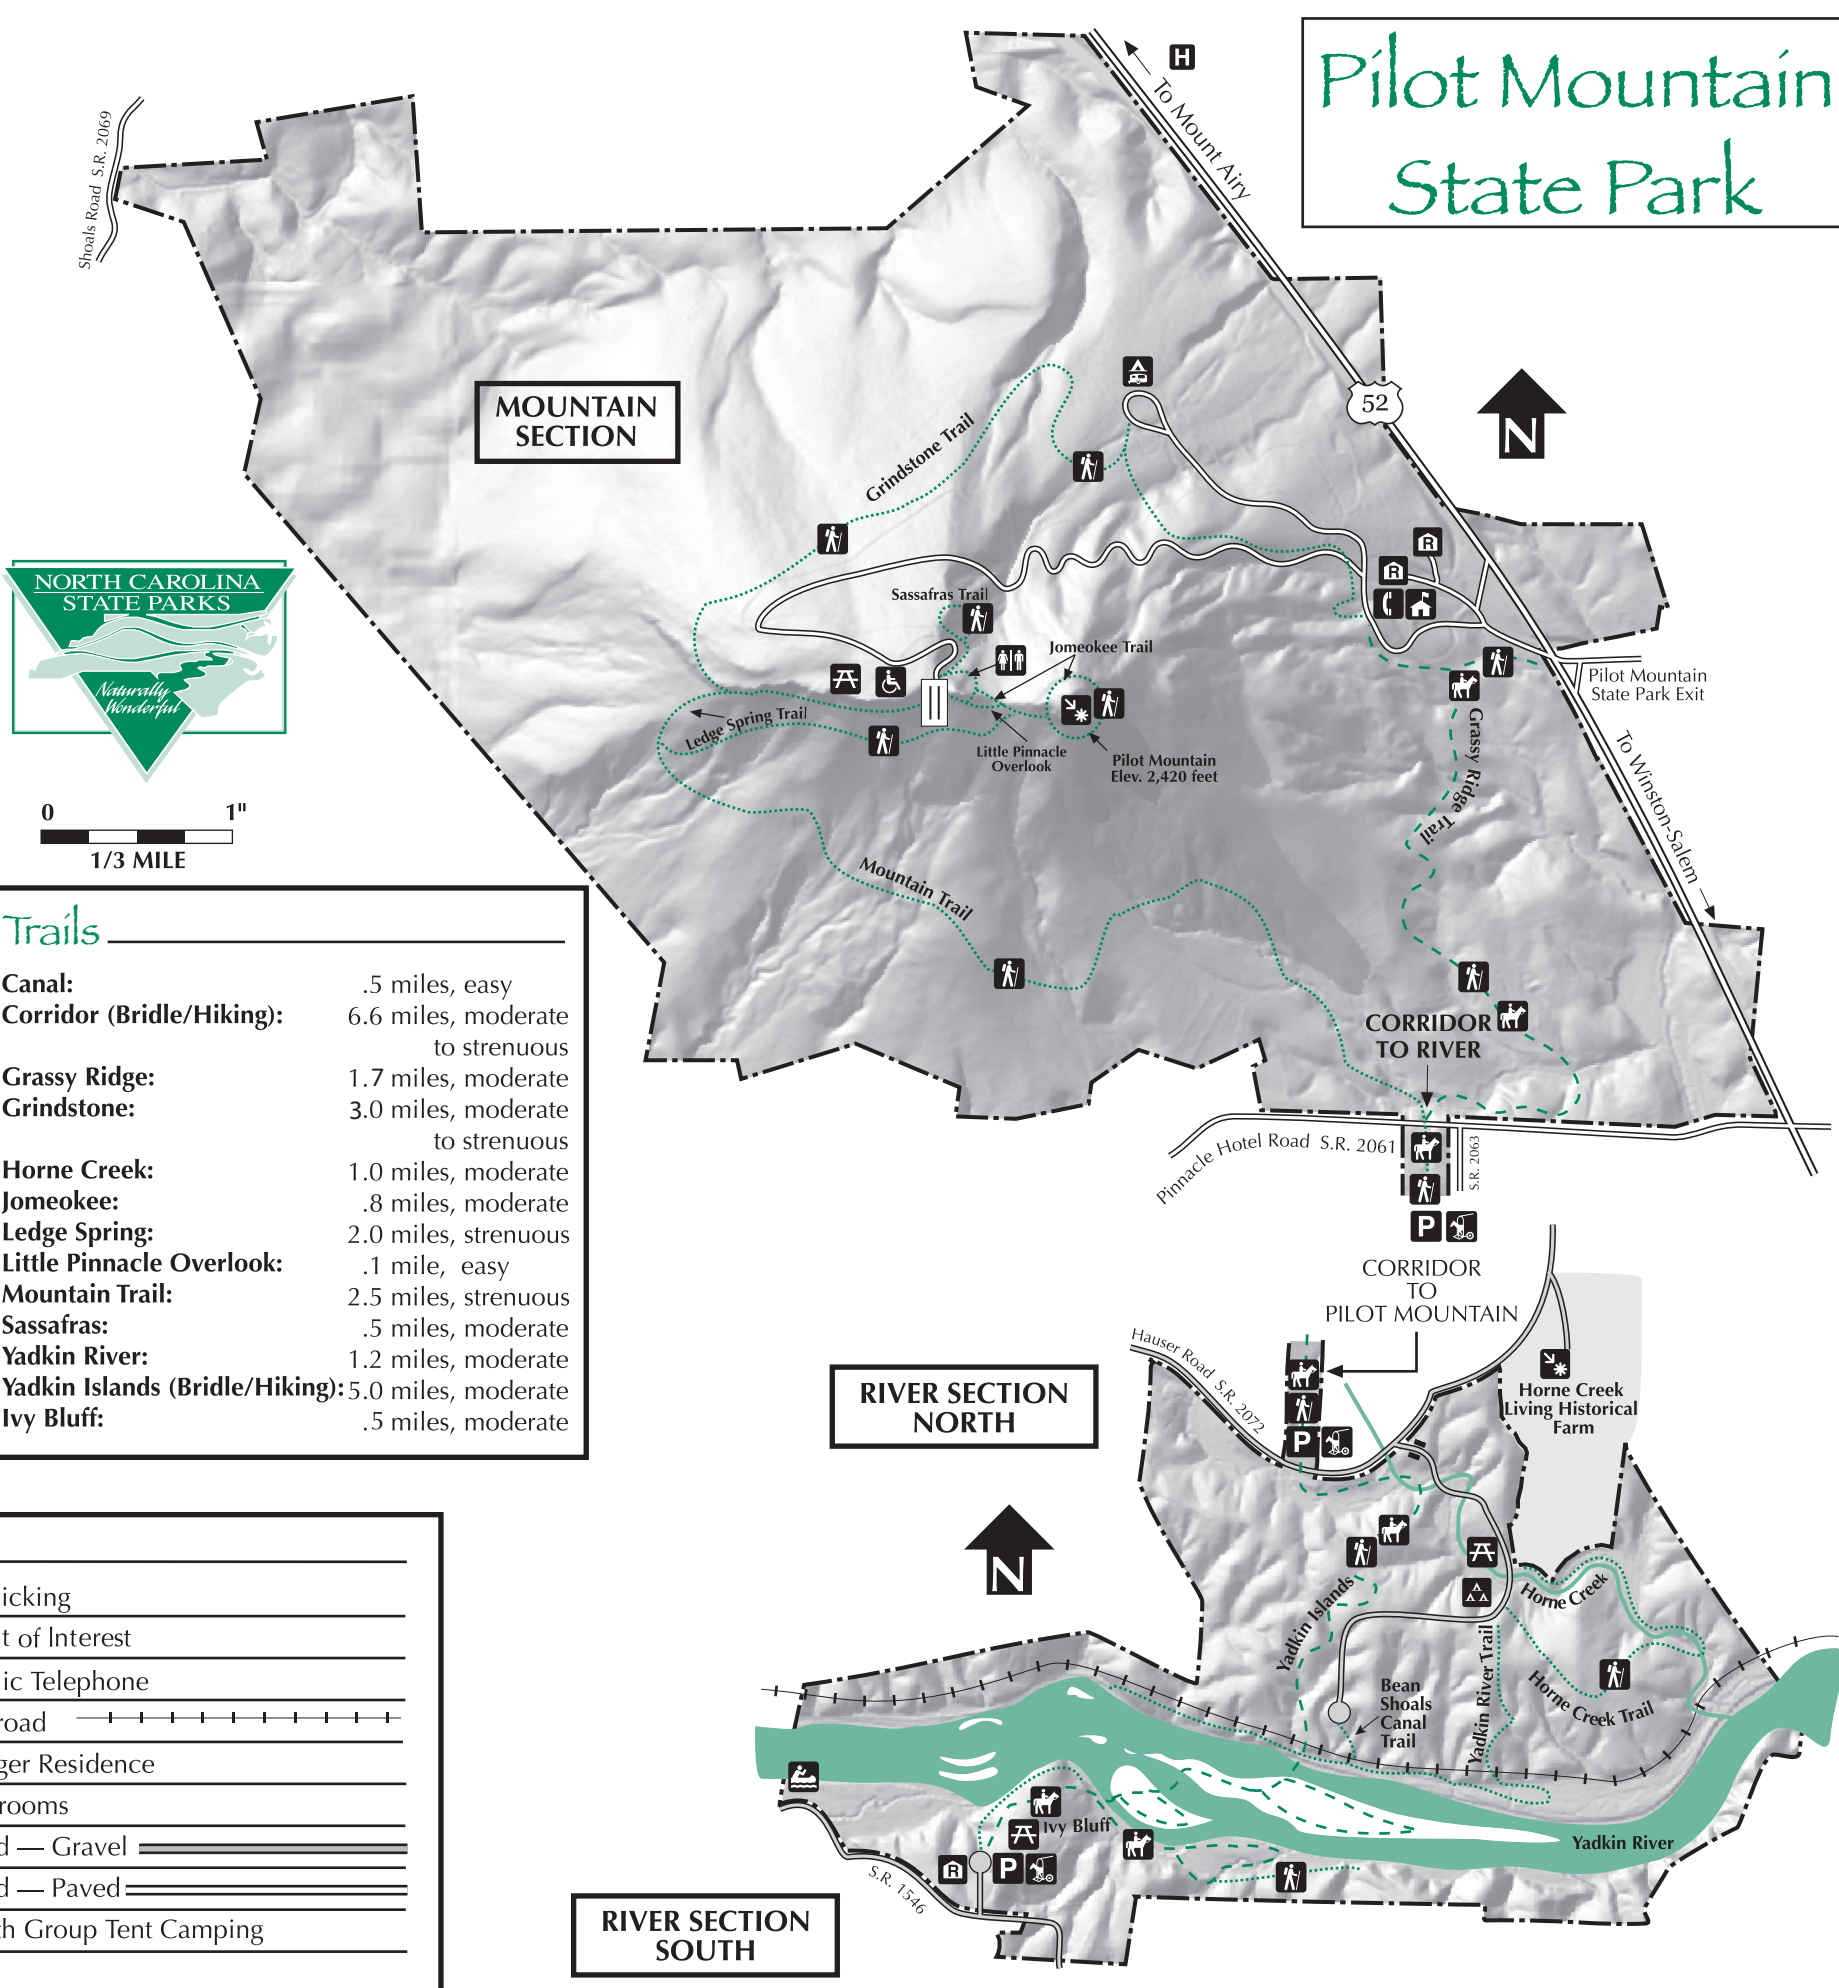 Pilot Mountain
State Park
H
To Mount Airy
Shoals Road S.R. 2069
MOUNTAIN
SECTION
52
N
Grindstone Trail
R
R
Sassafras Trail
Jomeokee Trail
Pilot Mountain
State Park Exit
Ledge Spring Trail
Little Pinnacle
Overlook
Pilot Mountain
Elev. 2,420 feet
Grassy Ridge Trail
To Winston-Salem
Mountain Trail
NORTH CAROLINA
STATE PARKS
Naturally
Wonderful
0 1"
1/3 MILE
CORRIDOR
TO RIVER
Pinnacle Hotel Road S.R. 2061
S.R. 2063
P
Trails
Canal: .5 miles, easy
Corridor (Bridle/Hiking): 6.6 miles, moderate
to strenuous
Grassy Ridge: 1.7 miles, moderate
Grindstone: 3.0 miles, moderate
to strenuous
Horne Creek: 1.0 miles, moderate
Jomeokee: .8 miles, moderate
Ledge Spring: 2.0 miles, strenuous
Little Pinnacle Overlook: .1 mile, easy
Mountain Trail: 2.5 miles, strenuous
Sassafras: .5 miles, moderate
Yadkin River: 1.2 miles, moderate
Yadkin Islands (Bridle/Hiking): 5.0 miles, moderate
Ivy Bluff: .5 miles, moderate
CORRIDOR
TO
PILOT MOUNTAIN
Hauser Road S.R. 2072
P
RIVER SECTION
NORTH
Horne Creek
Living Historical
Farm
N
Yadkin Islands
Horne Creek
Yadkin River Trail
Horne Creek Trail
Bean
Shoals
Canal
Trail
Ivy Bluff
R
P
S.R. 1546
Yadkin River
RIVER SECTION
SOUTH
icking
t of Interest
ic Telephone
road
ger Residence
rooms
d — Gravel
d — Paved
th Group Tent Camping